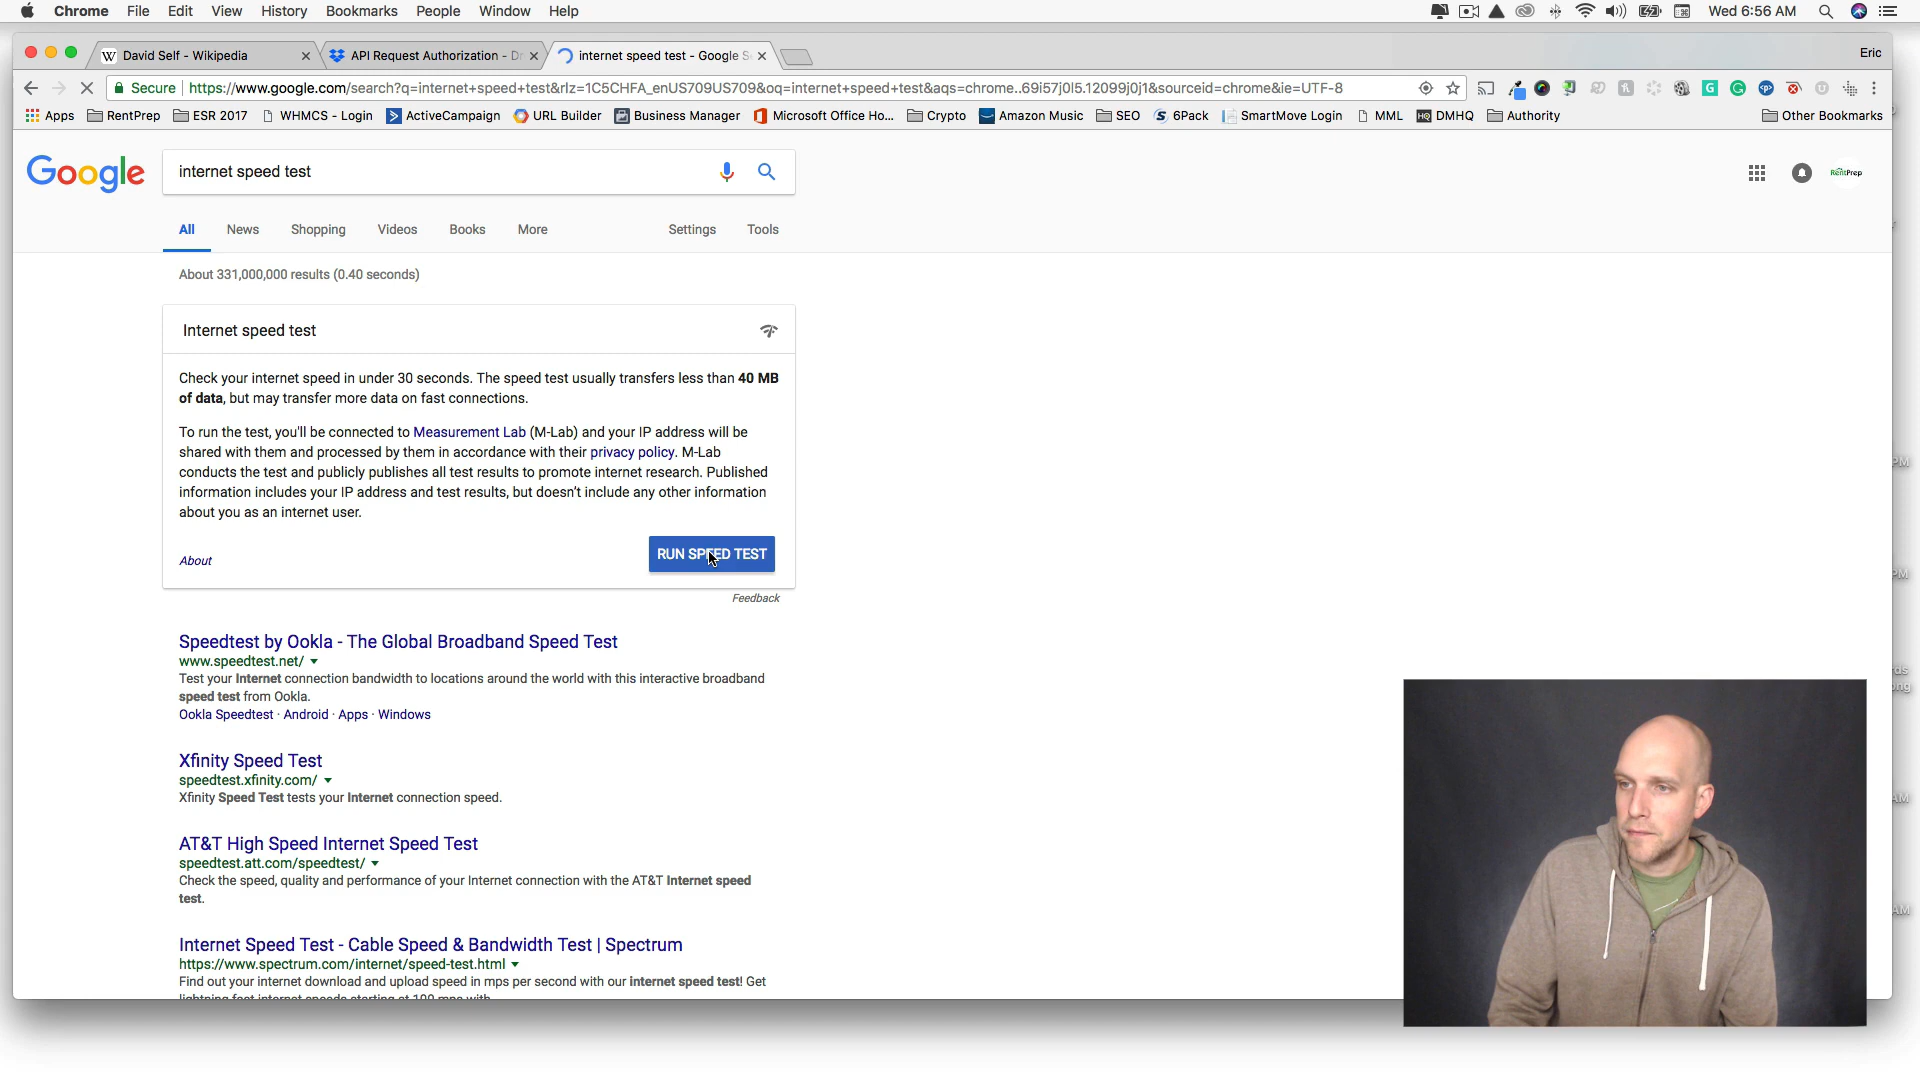 Chrome File Edit View History Bookmarks People Window Help
Wed 6:56 AM
W David Self - Wikipedia
API Request Authorization - Dr
internet speed test - Google S
Eric
Secure https://www.google.com/search?q=internet+speed+test&rlz=1C5CHFA_enUS709US709&oq=internet+speed+test&aqs=chrome..69i57j0l5.12099j0j1&sourceid=chrome&ie=UTF-8
Apps RentPrep ESR 2017 WHMCS - Login ActiveCampaign URL Builder Business Manager Microsoft Office Ho... Crypto Amazon Music SEO 6Pack SmartMove Login MML HQ DMHQ Authority Other Bookmarks
Google
internet speed test
RentPrep
All News Shopping Videos Books More Settings Tools
About 331,000,000 results (0.40 seconds)
Internet speed test
Check your internet speed in under 30 seconds. The speed test usually transfers less than 40 MB
of data, but may transfer more data on fast connections.
To run the test, you'll be connected to Measurement Lab (M-Lab) and your IP address will be
shared with them and processed by them in accordance with their privacy policy. M-Lab
conducts the test and publicly publishes all test results to promote internet research. Published
information includes your IP address and test results, but doesn't include any other information
about you as an internet user.
About
RUN SPEED TEST
Feedback
Speedtest by Ookla - The Global Broadband Speed Test
www.speedtest.net/
Test your Internet connection bandwidth to locations around the world with this interactive broadband
speed test from Ookla.
Ookla Speedtest · Android · Apps · Windows
Xfinity Speed Test
speedtest.xfinity.com/
Xfinity Speed Test tests your Internet connection speed.
AT&T High Speed Internet Speed Test
speedtest.att.com/speedtest/
Check the speed, quality and performance of your Internet connection with the AT&T Internet speed
test.
Internet Speed Test - Cable Speed & Bandwidth Test | Spectrum
https://www.spectrum.com/internet/speed-test.html
Find out your internet download and upload speed in mps per second with our internet speed test! Get
PM
PM
AM
AM